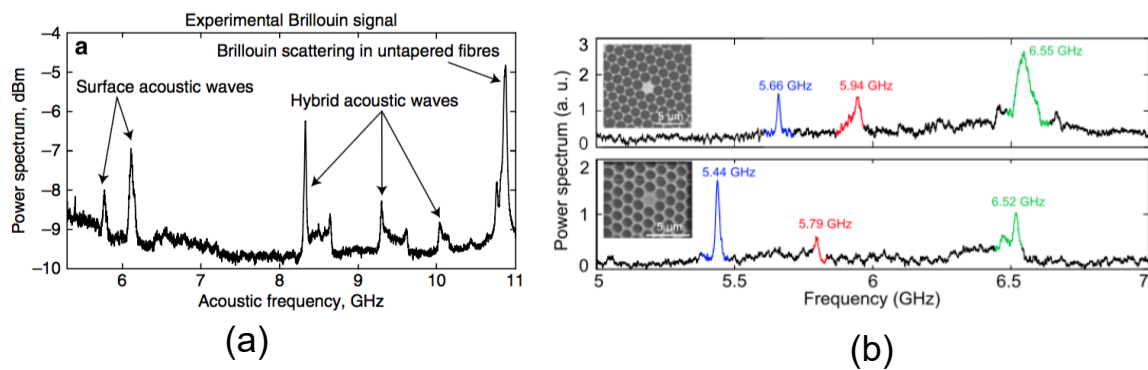 Experimental Brillouin signal
a
Brillouin scattering in untapered fibres
Surface acoustic waves
Hybrid acoustic waves
Power spectrum, dBm
−4
−5
−6
−7
−8
−9
−10
6
7
8
9
10
11
Acoustic frequency, GHz
(a)
Power spectrum (a. u.)
3
2
1
0
5 µm
5.66 GHz
5.94 GHz
6.55 GHz
2
1
0
5 µm
5.44 GHz
5.79 GHz
6.52 GHz
5
5.5
6
6.5
7
Frequency (GHz)
(b)